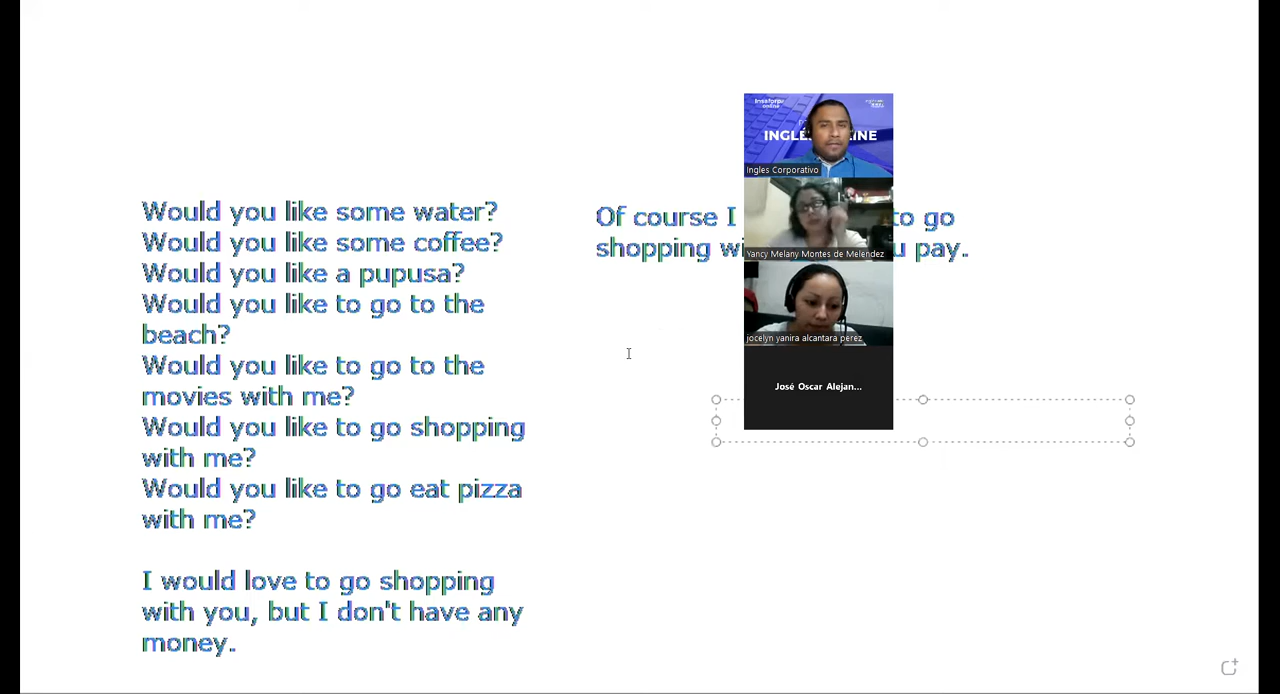 Would you like some water?
Would you like some coffee?
Would you like a pupusa?
Would you like to go to the
beach?
Would you like to go to the
movies with me?
Would you like to go shopping
with me?
Would you like to go eat pizza
with me?
I would love to go shopping
with you, but I don't have any
money.
Of course I to go
shopping pay.
online
INGLÉS
Ingles Corporativo
Yancy Melany Montes de Melendez
jocelyn yanira alcantara perez
José Oscar Alejan...